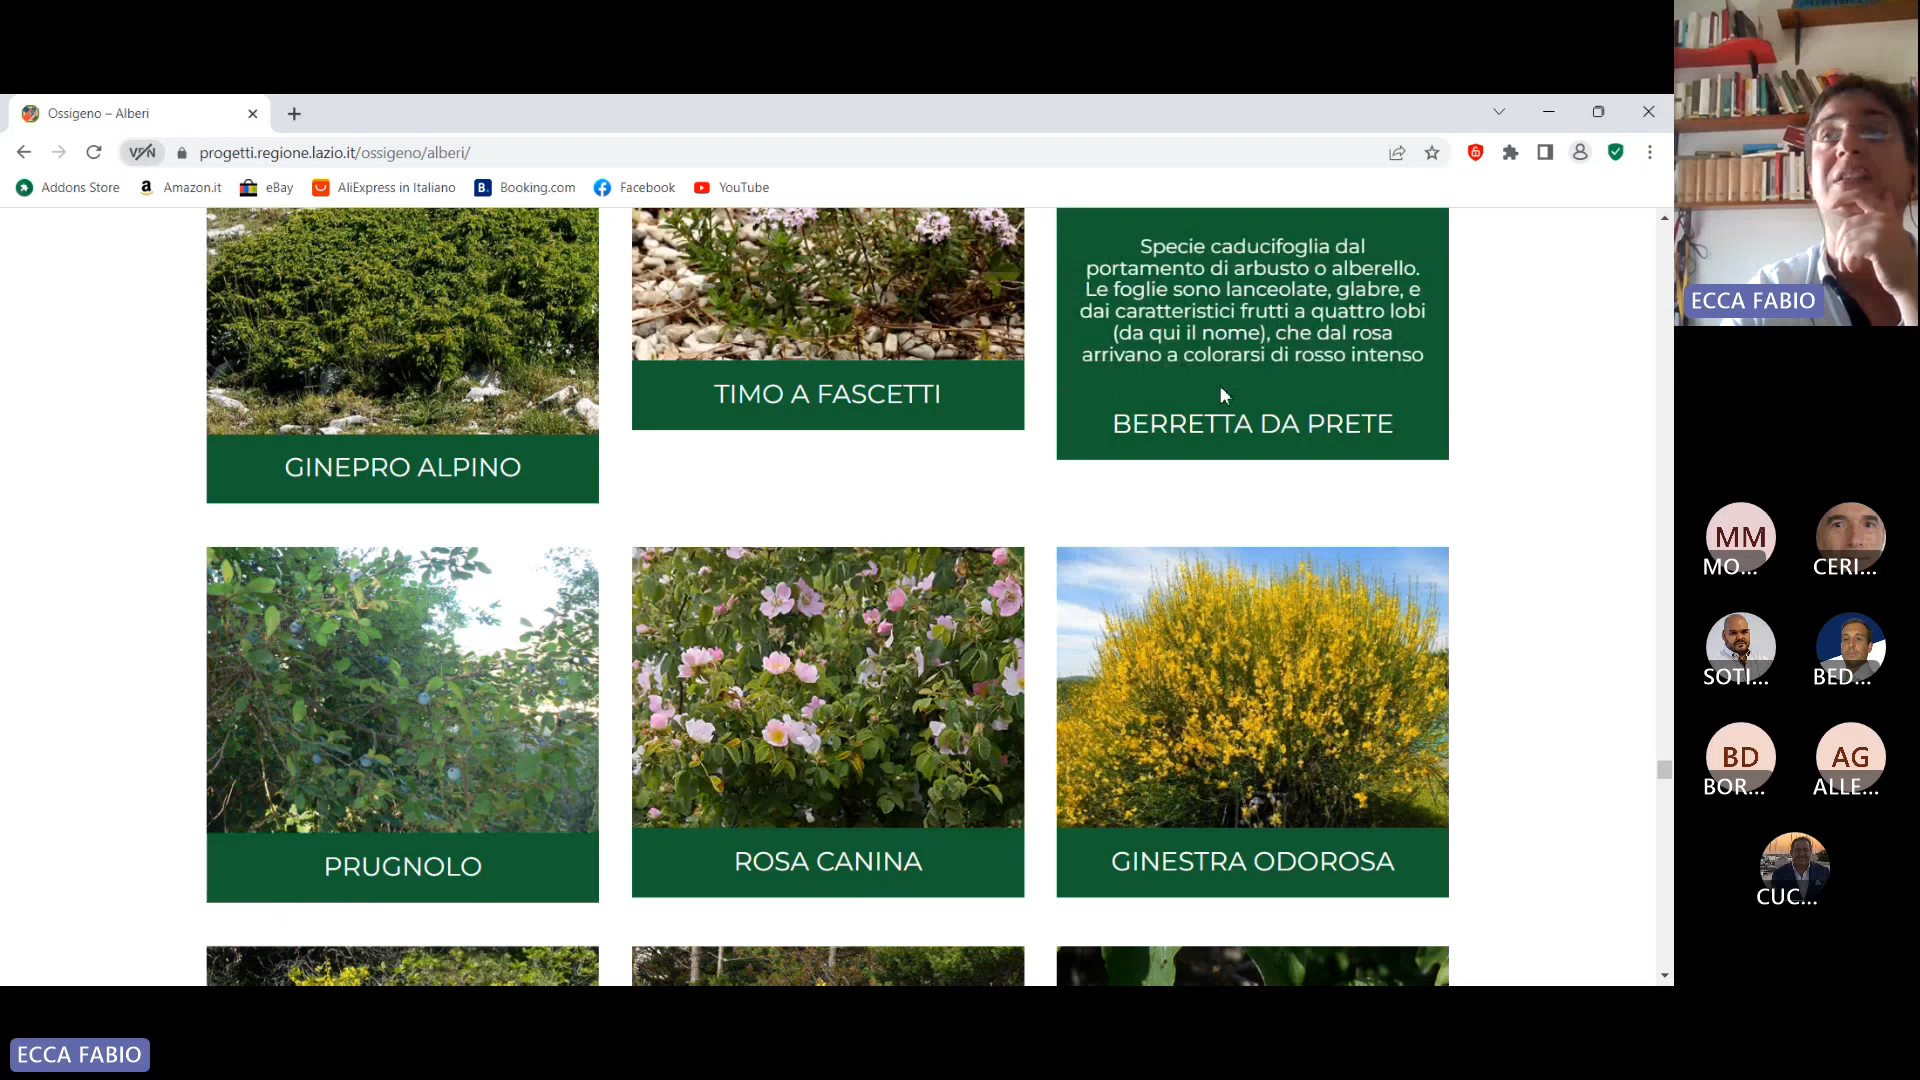 Ossigeno – Alberi
VPN
progetti.regione.lazio.it/ossigeno/alberi/
Addons Store
Amazon.it
eBay
AliExpress in Italiano
Booking.com
Facebook
YouTube
Specie caducifoglia dal
portamento di arbusto o alberello.
Le foglie sono lanceolate, glabre, e
dai caratteristici frutti a quattro lobi
(da qui il nome), che dal rosa
arrivano a colorarsi di rosso intenso
GINEPRO ALPINO
TIMO A FASCETTI
BERRETTA DA PRETE
PRUGNOLO
ROSA CANINA
GINESTRA ODOROSA
ECCA FABIO
MM
MO...
CERI...
SOTI...
BED...
BD
BOR...
AG
ALLE...
CUC...
ECCA FABIO